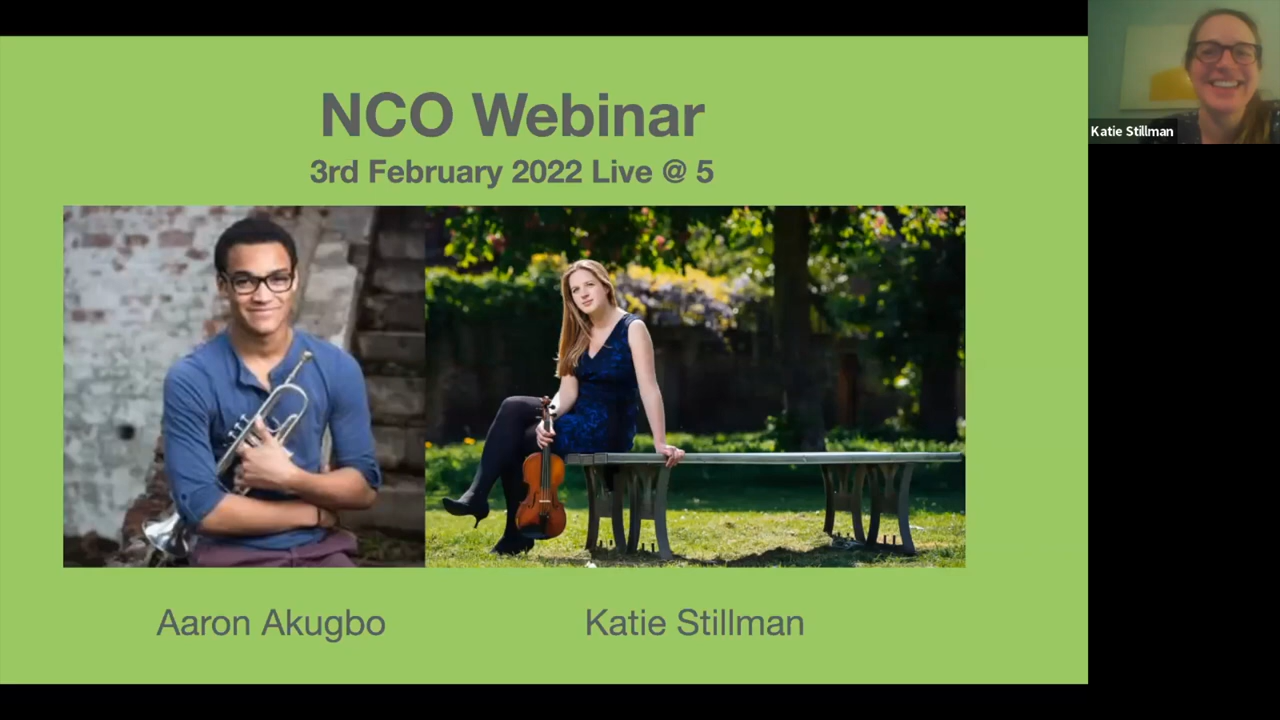 NCO Webinar
3rd February 2022 Live @ 5
Katie Stillman
Aaron Akugbo
Katie Stillman